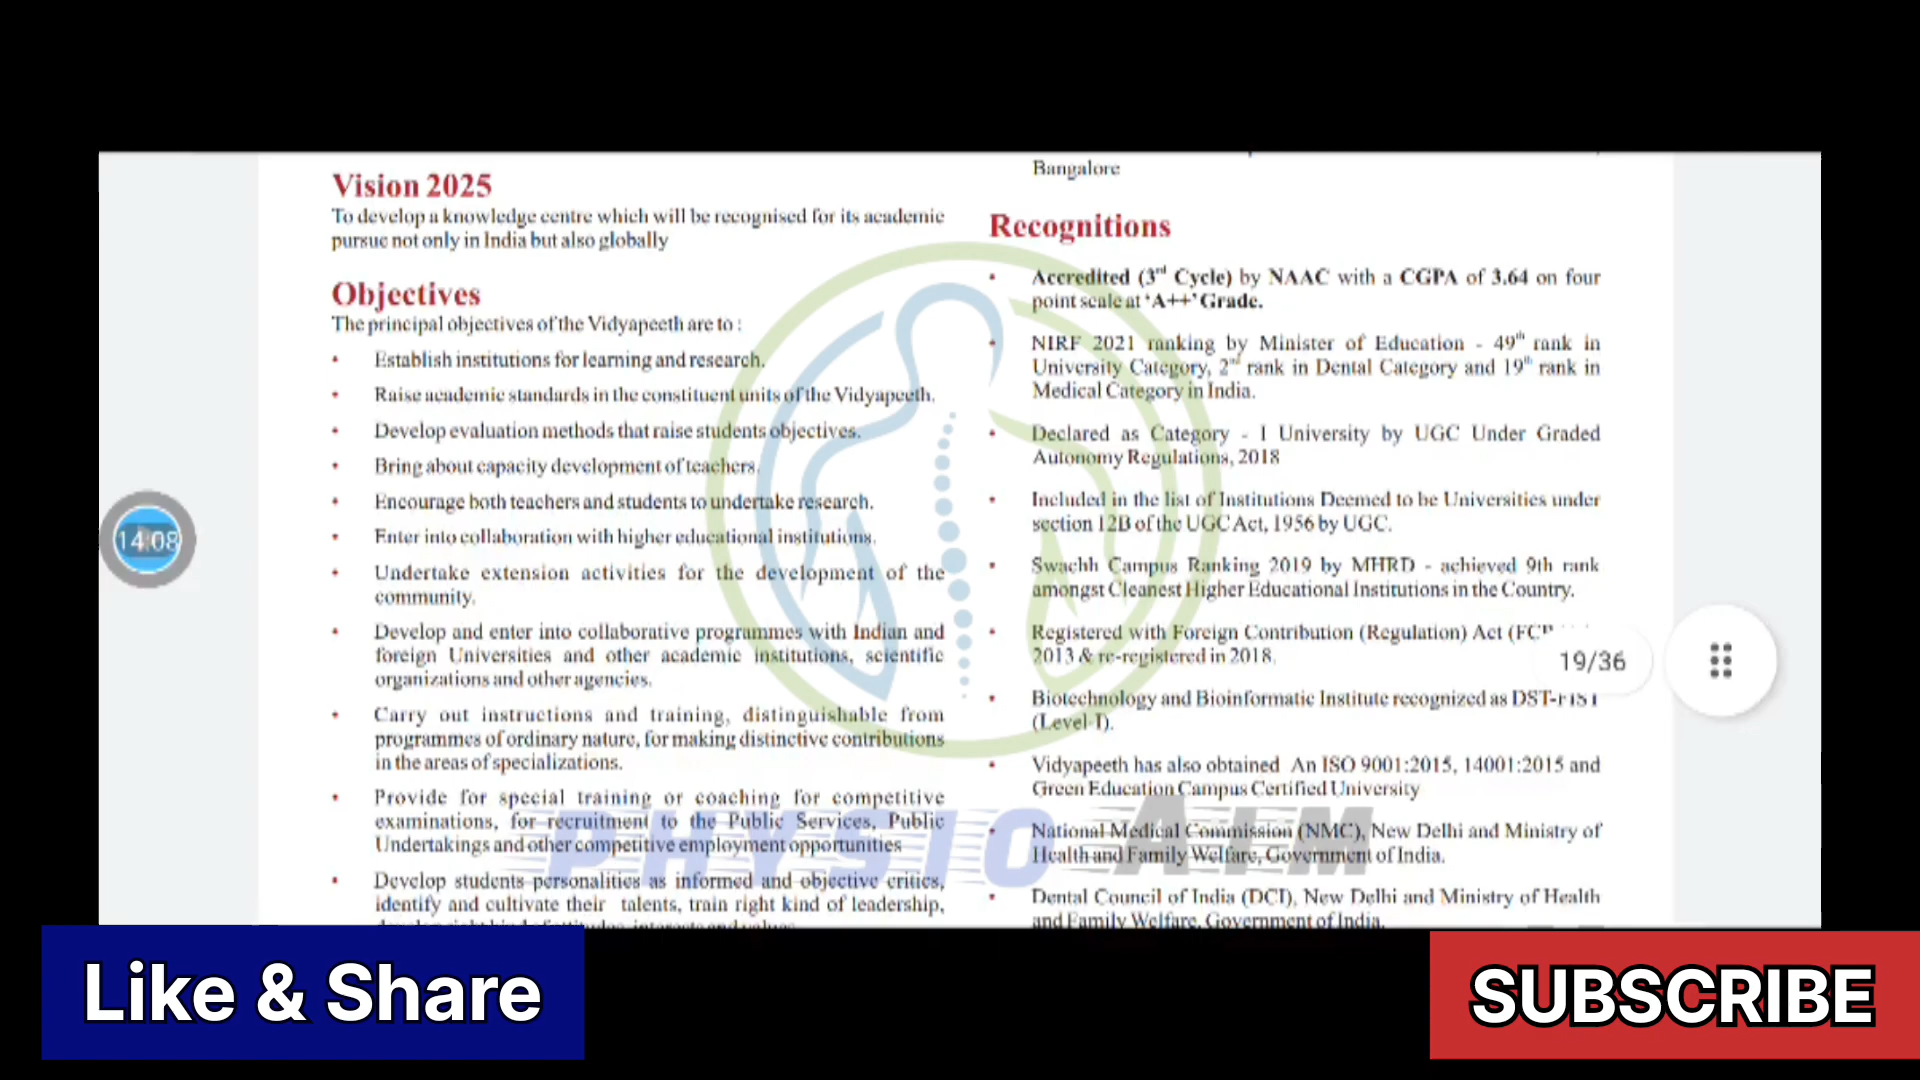 Vision 2025
To develop a knowledge centre which will be recognised for its academic
pursue not only in India but also globally
Objectives
The principal objectives of the Vidyapeeth are to :
• Establish institutions for learning and research.
• Raise academic standards in the constituent units of the Vidyapeeth.
• Develop evaluation methods that raise students objectives.
• Bring about capacity development of teachers.
• Encourage both teachers and students to undertake research.
• Enter into collaboration with higher educational institutions.
• Undertake extension activities for the development of the
community.
• Develop and enter into collaborative programmes with Indian and
foreign Universities and other academic institutions, scientific
organizations and other agencies.
• Carry out instructions and training, distinguishable from
programmes of ordinary nature, for making distinctive contributions
in the areas of specializations.
• Provide for special training or coaching for competitive
examinations, for recruitment to the Public Services, Public
Undertakings and other competitive employment opportunities
• Develop students personalities as informed and objective critics,
identify and cultivate their talents, train right kind of leadership,
Bangalore
Recognitions
• Accredited (3rd Cycle) by NAAC with a CGPA of 3.64 on four
point scale at 'A++' Grade.
• NIRF 2021 ranking by Minister of Education - 49th rank in
University Category, 2nd rank in Dental Category and 19th rank in
Medical Category in India.
• Declared as Category - I University by UGC Under Graded
Autonomy Regulations, 2018
• Included in the list of Institutions Deemed to be Universities under
section 12B of the UGC Act, 1956 by UGC.
• Swachh Campus Ranking 2019 by MHRD - achieved 9th rank
amongst Cleanest Higher Educational Institutions in the Country.
• Registered with Foreign Contribution (Regulation) Act
2013 & re-registered in 2018.
• Biotechnology and Bioinformatic Institute recognized as DST-FIST
(Level-I).
• Vidyapeeth has also obtained An ISO 9001:2015, 14001:2015 and
Green Education Campus Certified University
• National Medical Commission (NMC), New Delhi and Ministry of
Health and Family Welfare, Government of India.
• Dental Council of India (DCI), New Delhi and Ministry of Health
and Family Welfare, Government of India.
14:08
19/36
PHYSIO ATM
Like & Share
SUBSCRIBE